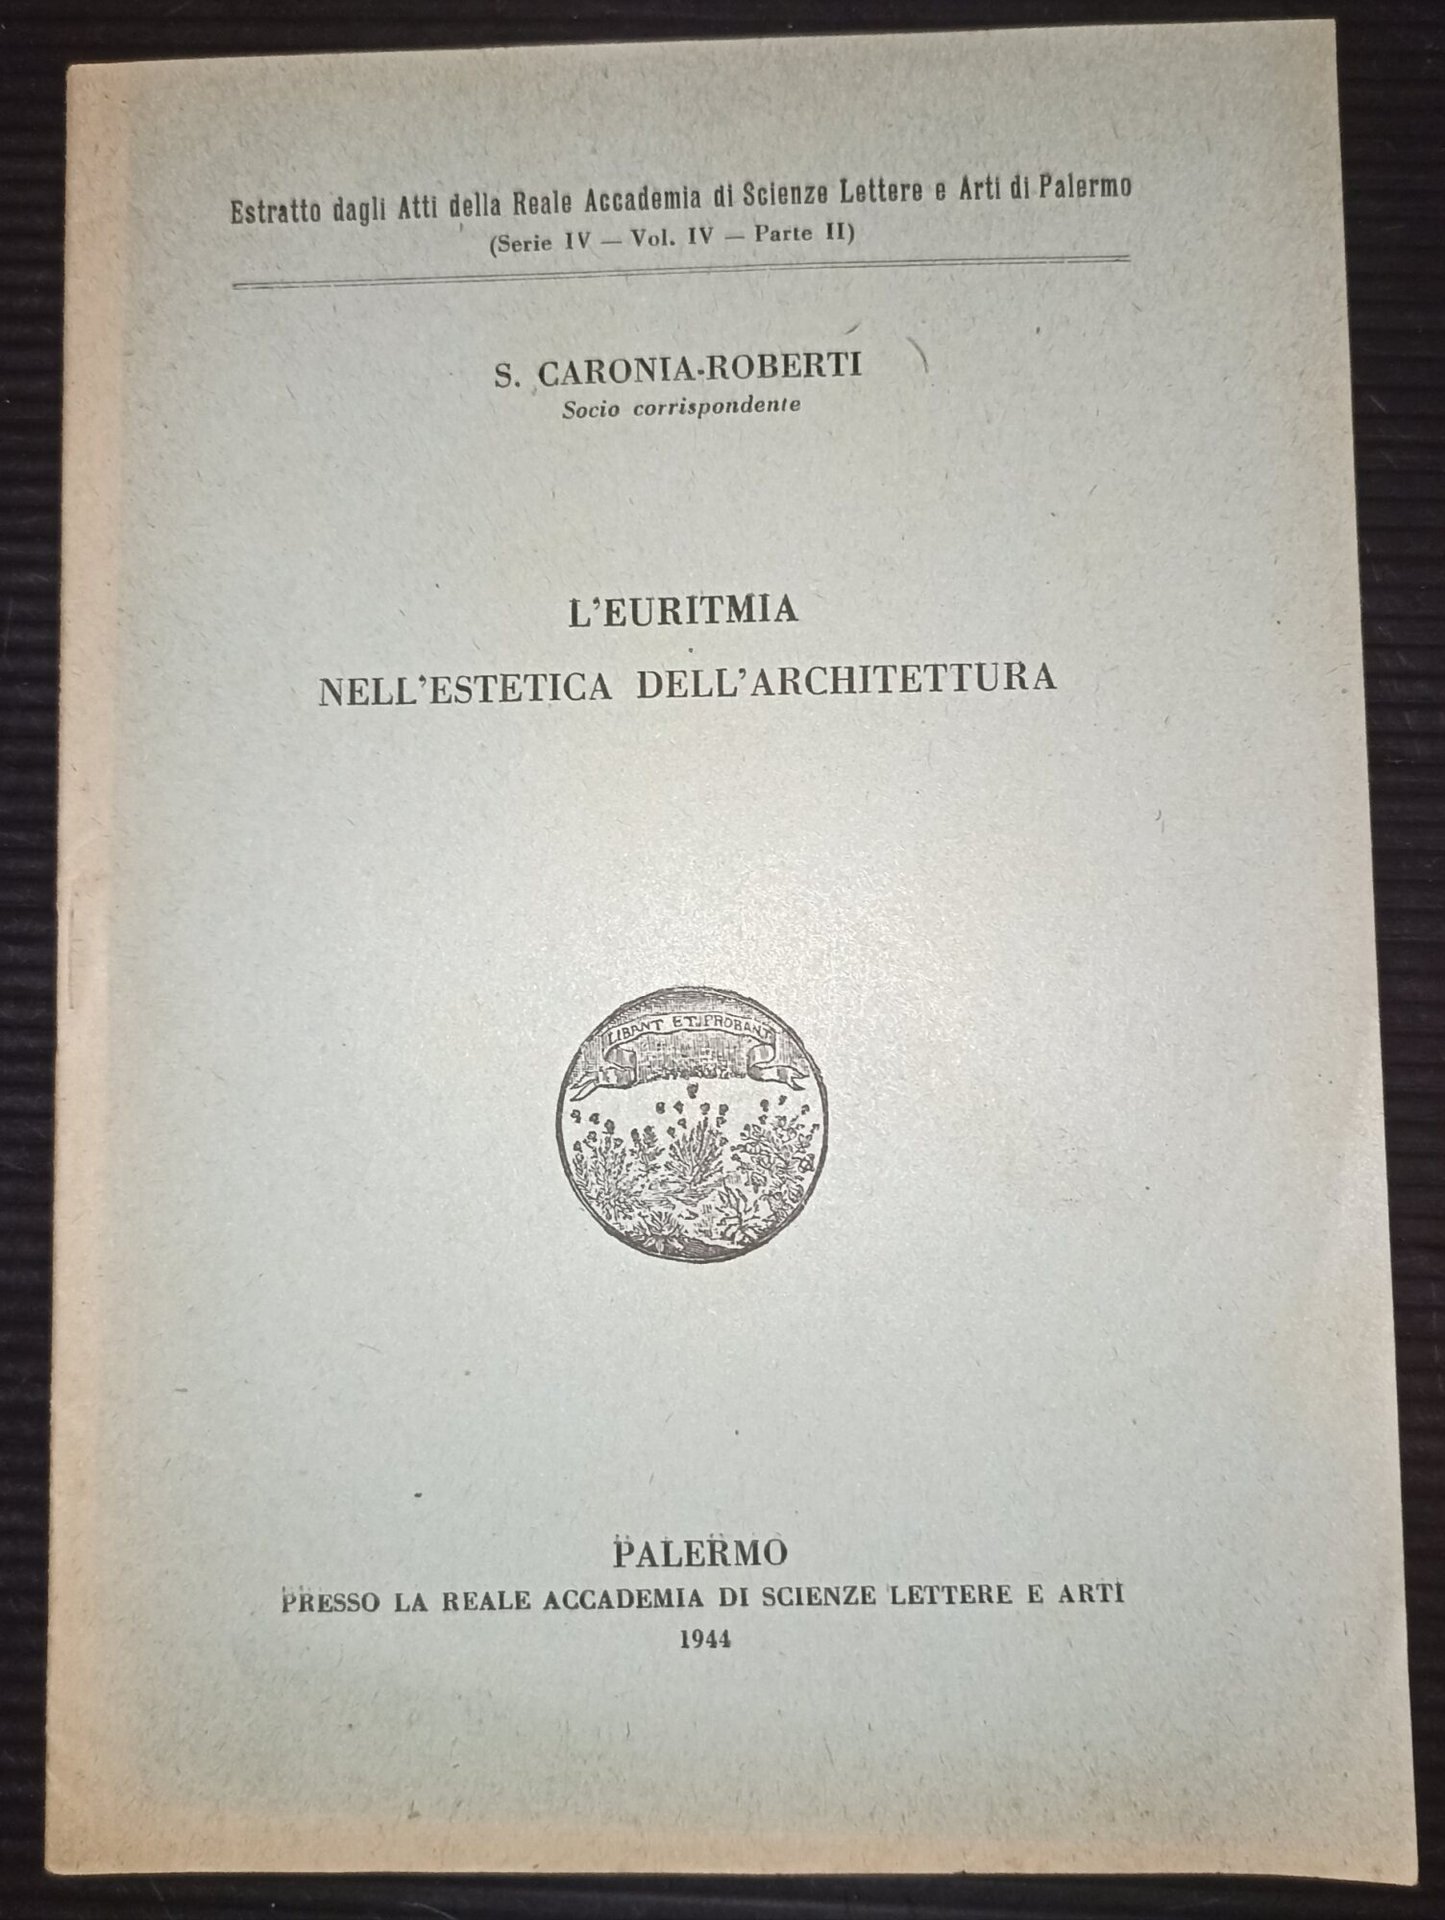 Estratto dagli Atti della Reale Accademia di Scienze Lettere e Arti di Palermo
(Serie IV — Vol. IV — Parte II)
S. CARONIA-ROBERTI
Socio corrispondente
L'EURITMIA
NELL'ESTETICA DELL'ARCHITETTURA
LIBANT ET PROBANT
PALERMO
PRESSO LA REALE ACCADEMIA DI SCIENZE LETTERE E ARTI
1944